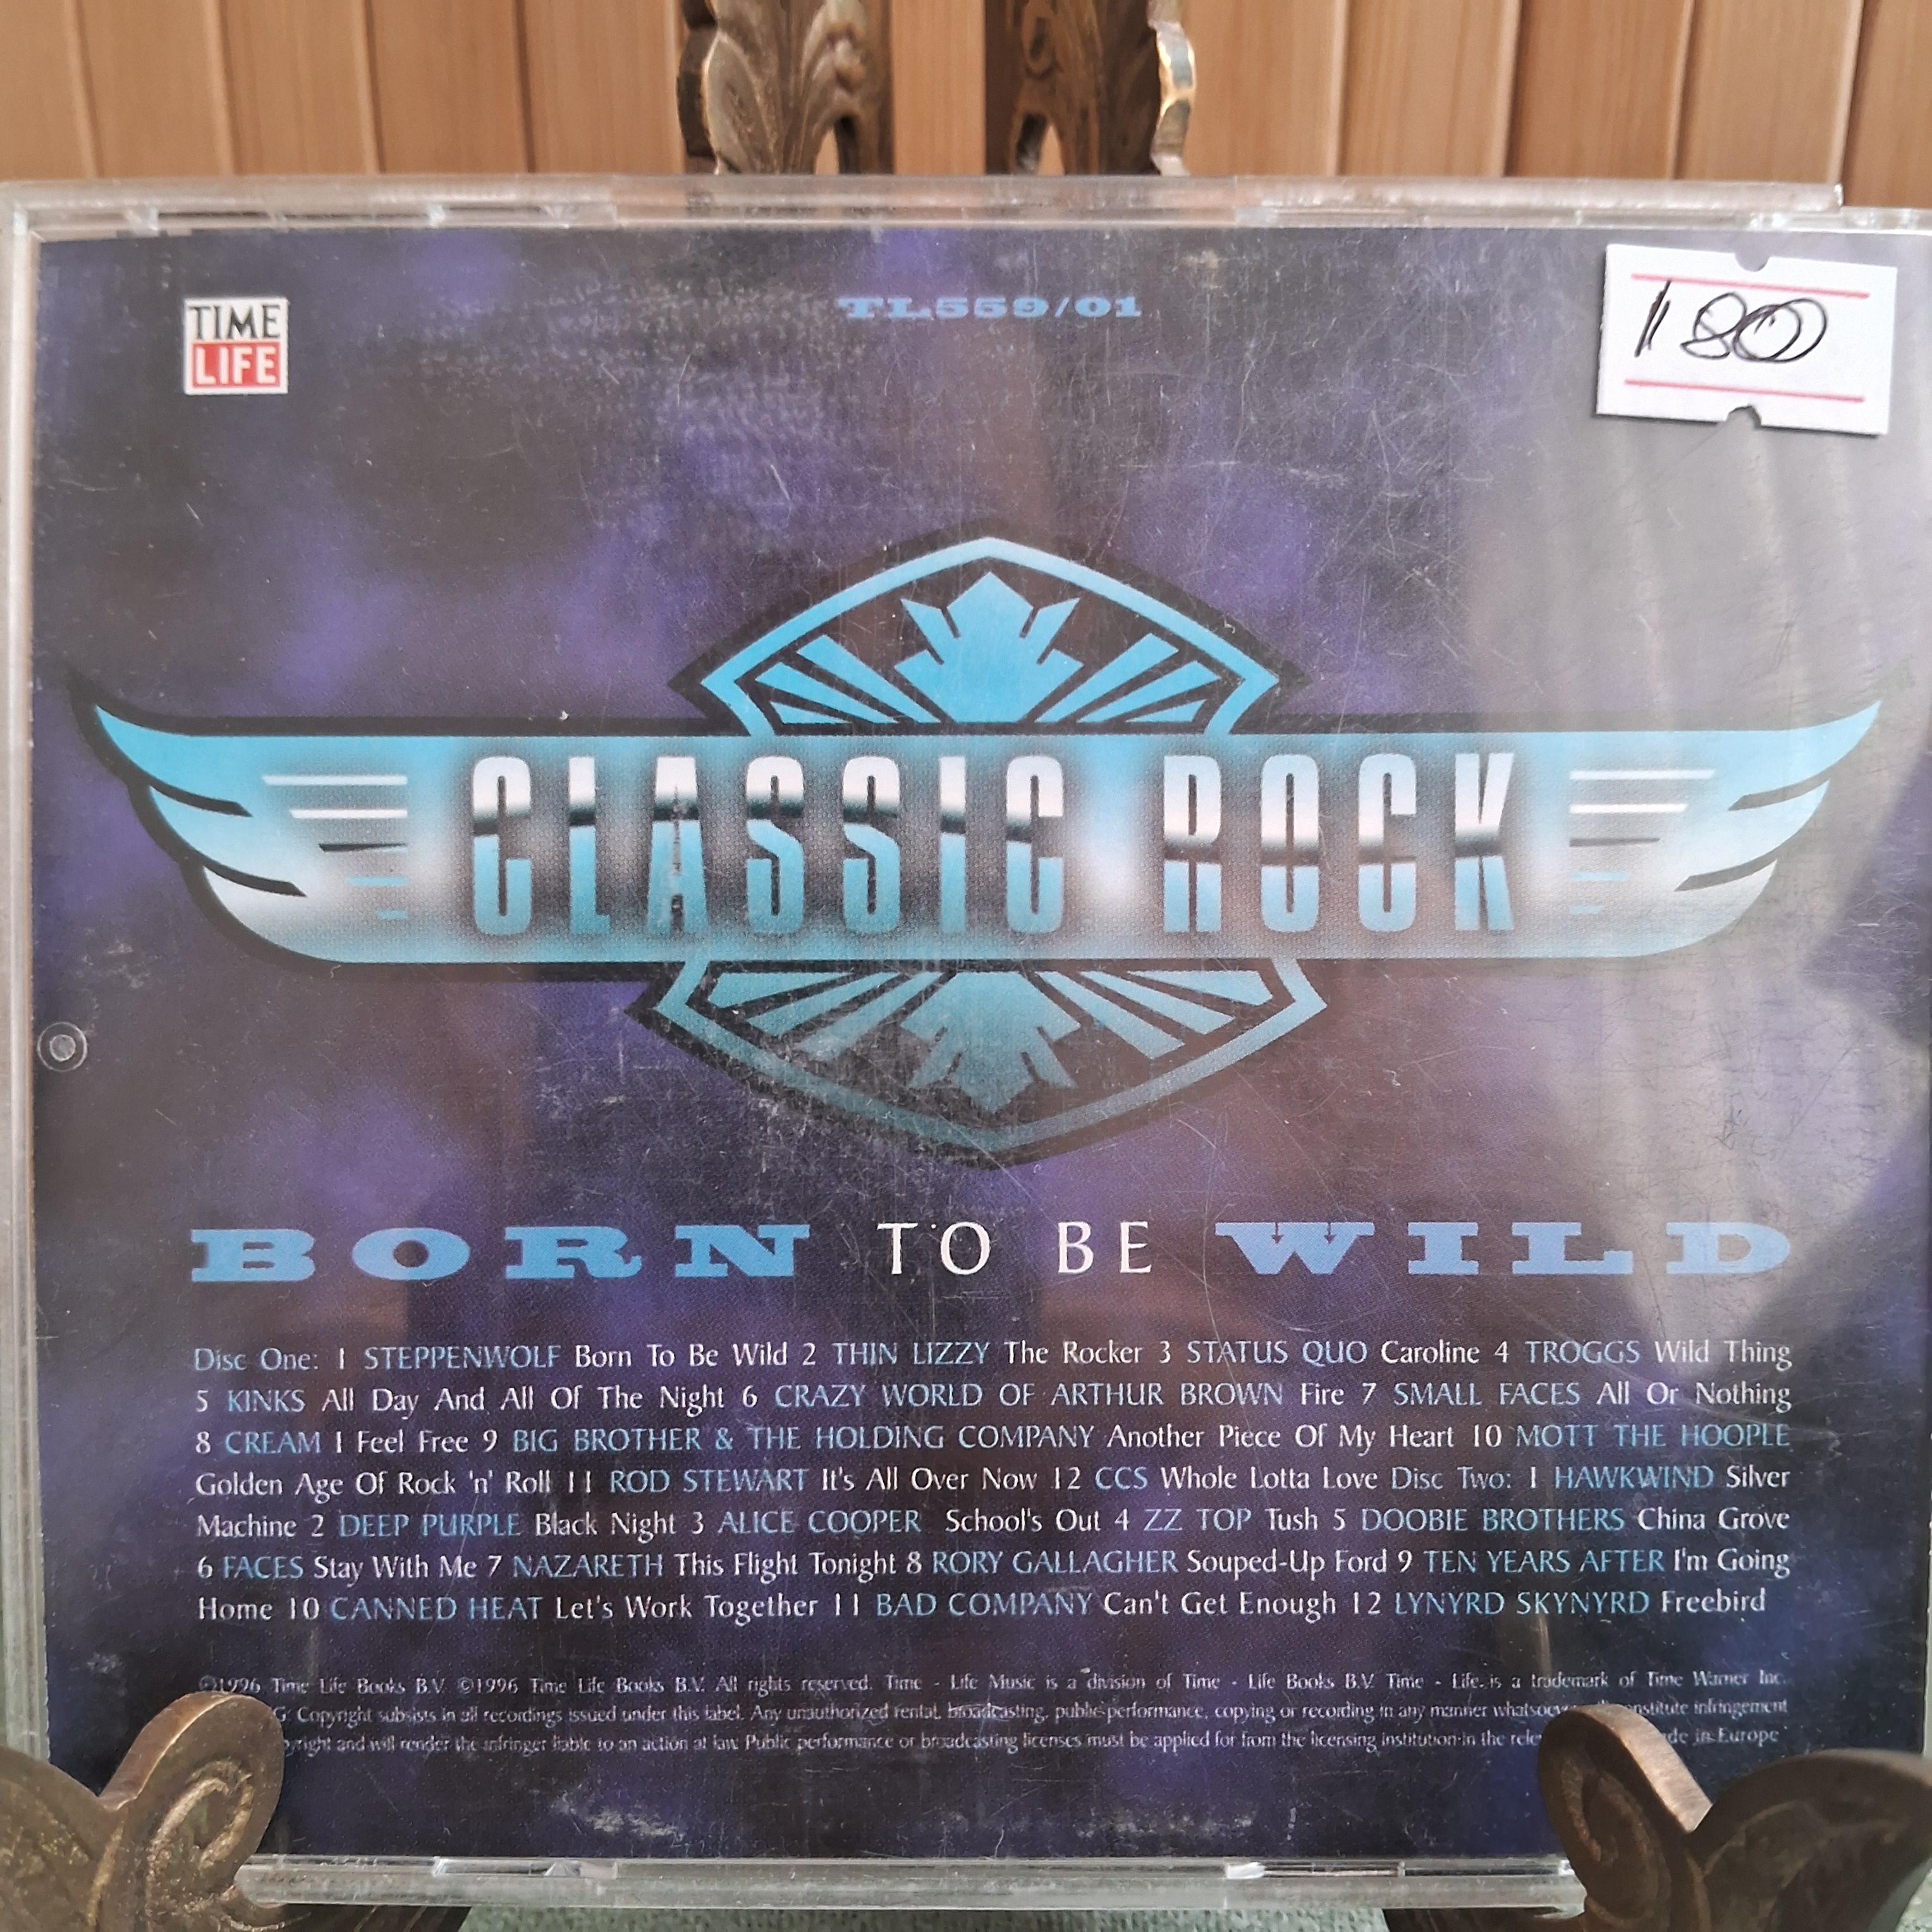 TIME
LIFE
TL559/01
180
CLASSIC ROCK
BORN TO BE WILD
Disc One: 1 STEPPENWOLF Born To Be Wild 2 THIN LIZZY The Rocker 3 STATUS QUO Caroline 4 TROGGS Wild Thing
5 KINKS All Day And All Of The Night 6 CRAZY WORLD OF ARTHUR BROWN Fire 7 SMALL FACES All Or Nothing
8 CREAM I Feel Free 9 BIG BROTHER & THE HOLDING COMPANY Another Piece Of My Heart 10 MOTT THE HOOPLE
Golden Age Of Rock 'n' Roll 11 ROD STEWART It's All Over Now 12 CCS Whole Lotta Love Disc Two: 1 HAWKWIND Silver
Machine 2 DEEP PURPLE Black Night 3 ALICE COOPER School's Out 4 ZZ TOP Tush 5 DOOBIE BROTHERS China Grove
6 FACES Stay With Me 7 NAZARETH This Flight Tonight 8 RORY GALLAGHER Souped-Up Ford 9 TEN YEARS AFTER I'm Going
Home 10 CANNED HEAT Let's Work Together 11 BAD COMPANY Can't Get Enough 12 LYNYRD SKYNYRD Freebird
℗1996 Time Life Books B.V. ©1996 Time Life Books B.V. All rights reserved. Time - Life Music is a division of Time - Life Books B.V. Time - Life is a trademark of Time Warner Inc.
Copyright subsists in all recordings issued under this label. Any unauthorized rental, broadcasting, public performance, copying or recording in any manner whatsoev infringement
and will render the infringer liable to an action at law. Public performance or broadcasting licenses must be applied for from the licensing institution in the rele in Europe